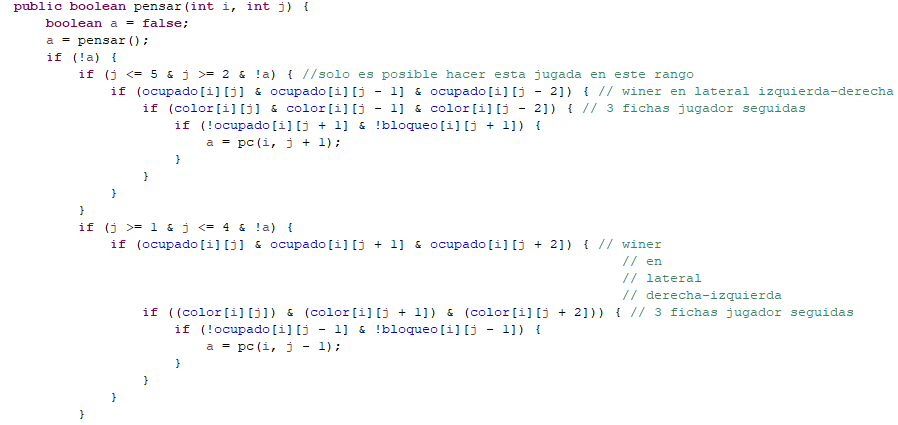 public boolean pensar(int i, int j) {
boolean a = false;
a = pensar();
if (!a) {
if (j <= 5 & j >= 2 & !a) { //solo es posible hacer esta jugada en este rango
if (ocupado[i][j] & ocupado[i][j - 1] & ocupado[i][j - 2]) { // winer en lateral izquierda-derecha
if (color[i][j] & color[i][j - 1] & color[i][j - 2]) { // 3 fichas jugador seguidas
if (!ocupado[i][j + 1] & !bloqueo[i][j + 1]) {
a = pc(i, j + 1);
}
}
}
}
if (j >= 1 & j <= 4 & !a) {
if (ocupado[i][j] & ocupado[i][j + 1] & ocupado[i][j + 2]) { // winer
// en
// lateral
// derecha-izquierda
if ((color[i][j]) & (color[i][j + 1]) & (color[i][j + 2])) { // 3 fichas jugador seguidas
if (!ocupado[i][j - 1] & !bloqueo[i][j - 1]) {
a = pc(i, j - 1);
}
}
}
}